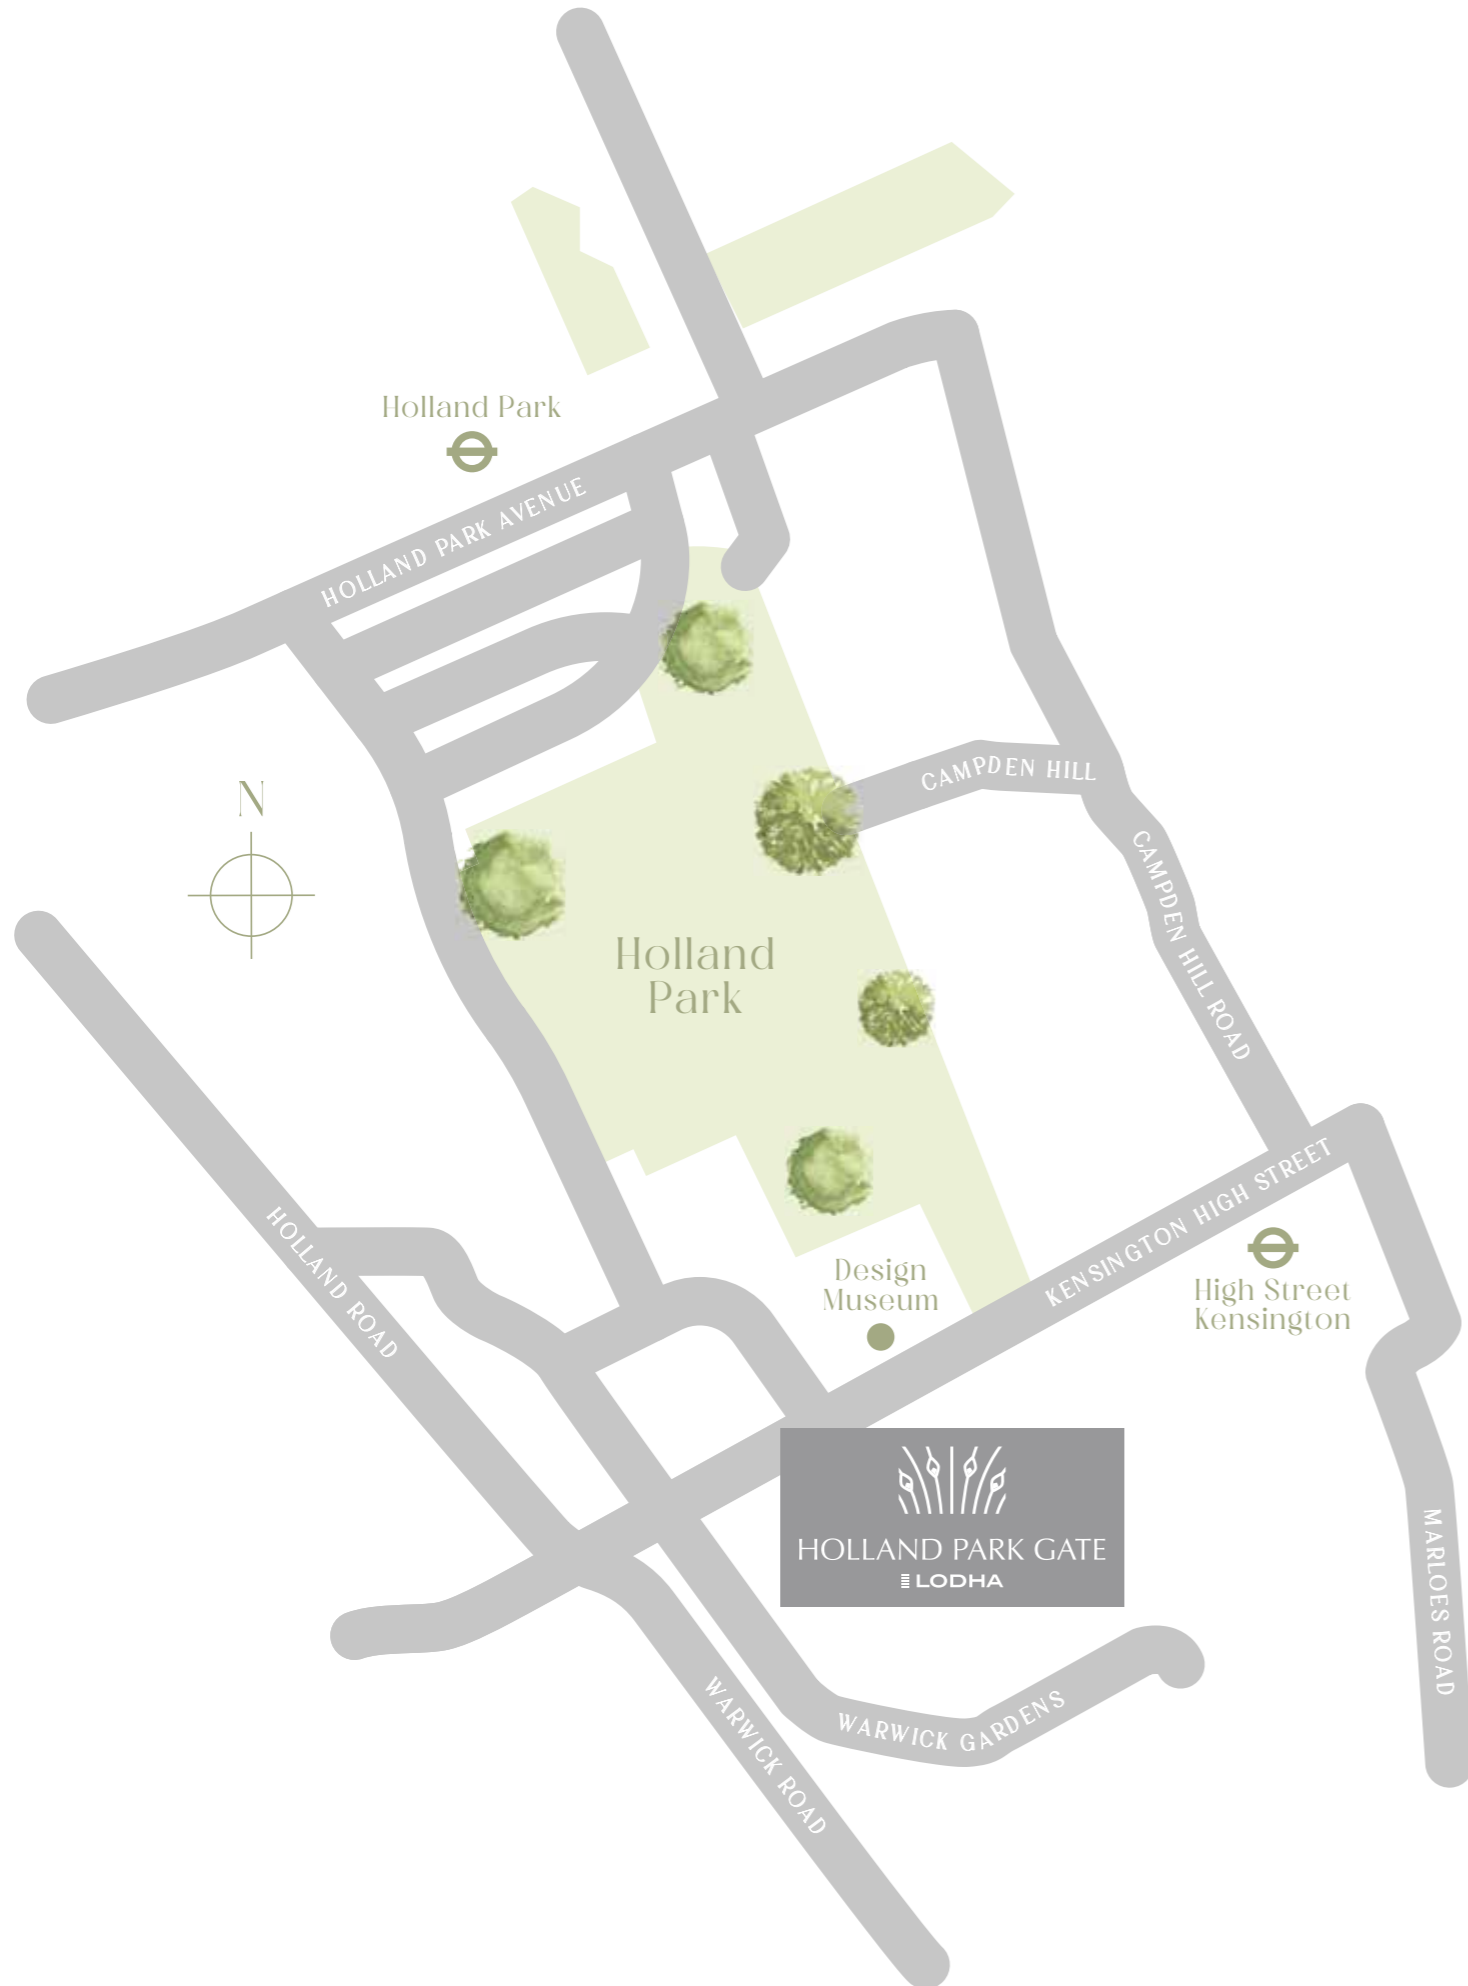 Holland Park
HOLLAND PARK AVENUE
N
CAMPDEN HILL
CAMPDEN HILL ROAD
Holland
Park
HOLLAND ROAD
KENSINGTON HIGH STREET
Design
Museum
High Street
Kensington
HOLLAND PARK GATE
LODHA
MARLOES ROAD
WARWICK GARDENS
WARWICK ROAD